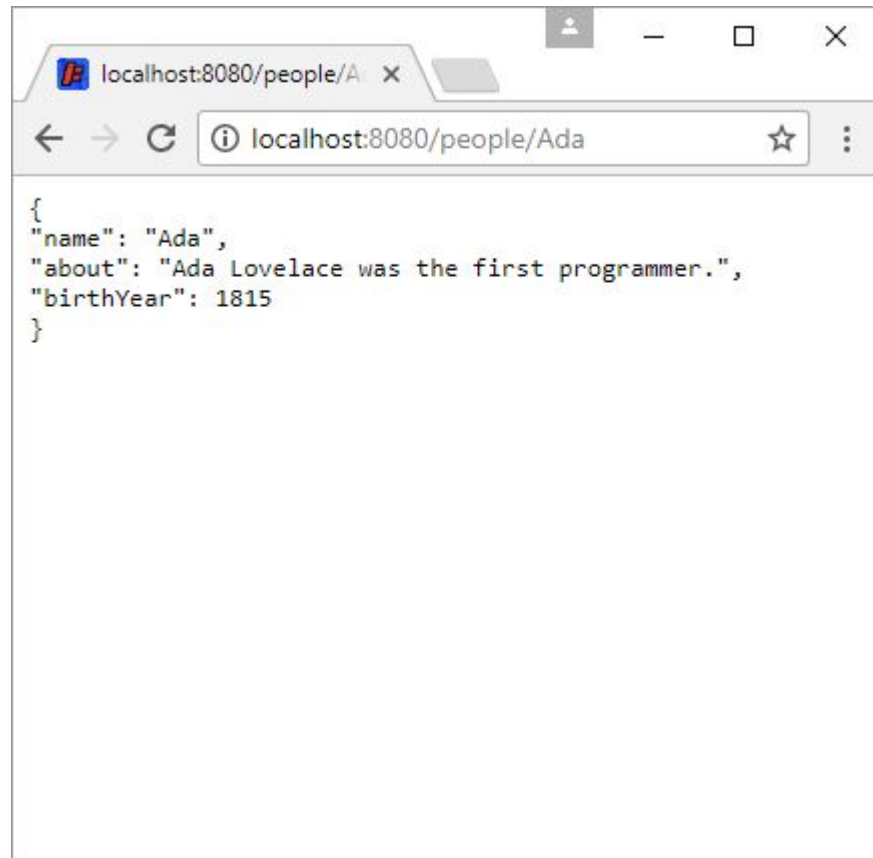 localhost:8080/people/A
localhost:8080/people/Ada
{
"name": "Ada",
"about": "Ada Lovelace was the first programmer.",
"birthYear": 1815
}